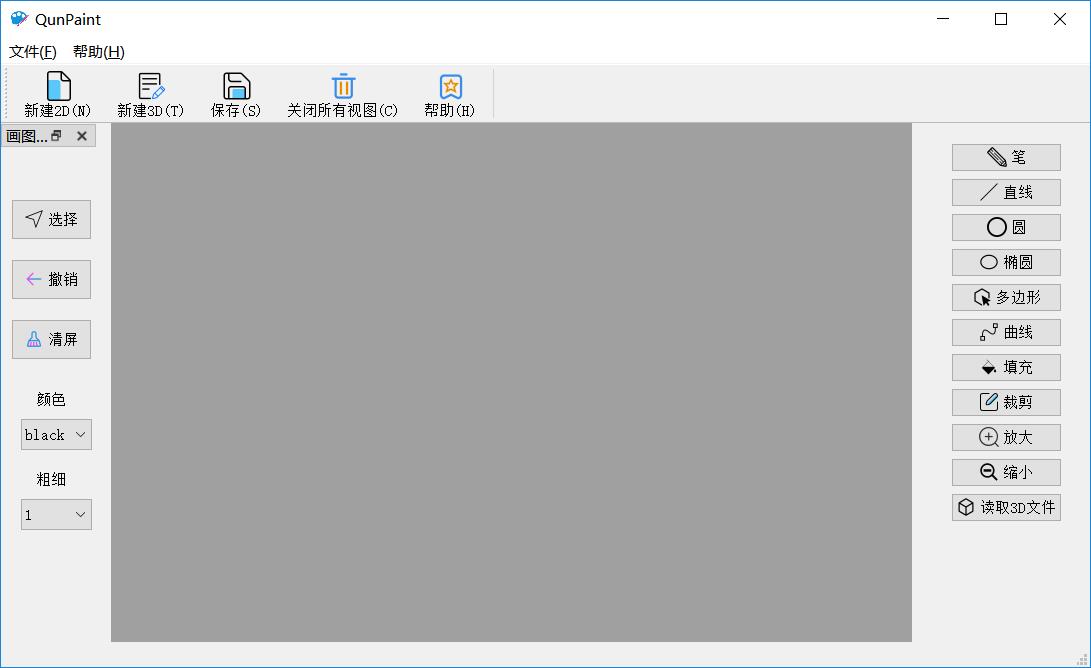 QunPaint
文件(F) 帮助(H)
新建2D(N) 新建3D(T) 保存(S) 关闭所有视图(C) 帮助(H)
画图...
选择
撤销
清屏
颜色
black
粗细
1
笔
直线
圆
椭圆
多边形
曲线
填充
裁剪
放大
缩小
读取3D文件